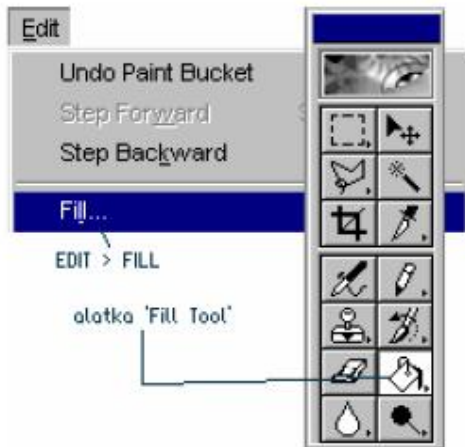 Edit
Undo Paint Bucket
Step Forward
Step Backward
Fill...
EDIT > FILL
alatka 'Fill Tool'